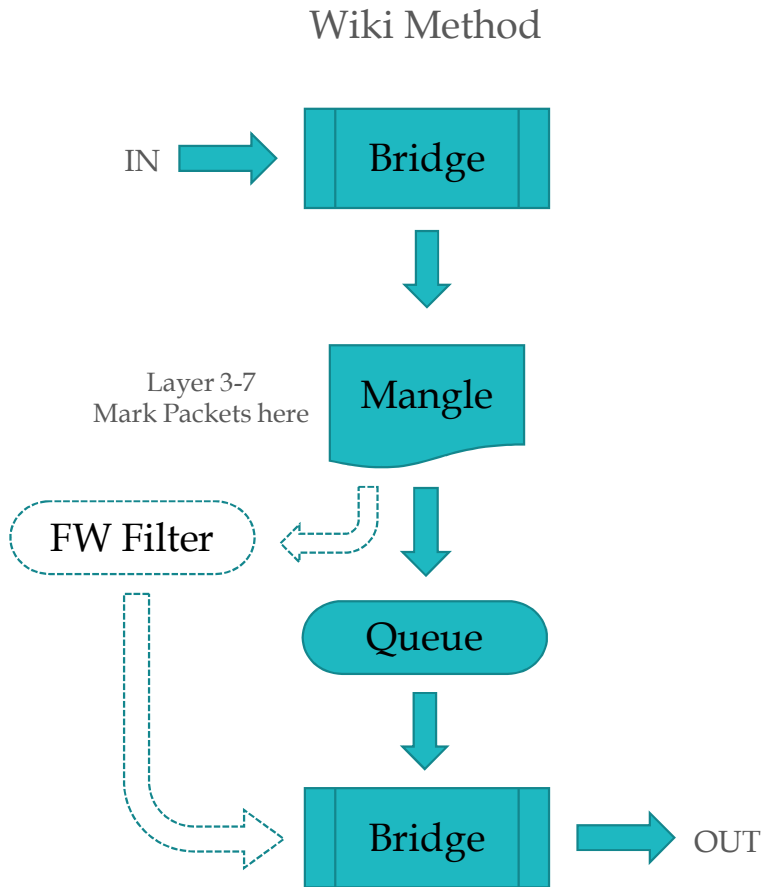 Wiki Method
IN
Bridge
Layer 3-7
Mark Packets here
Mangle
FW Filter
Queue
Bridge
OUT